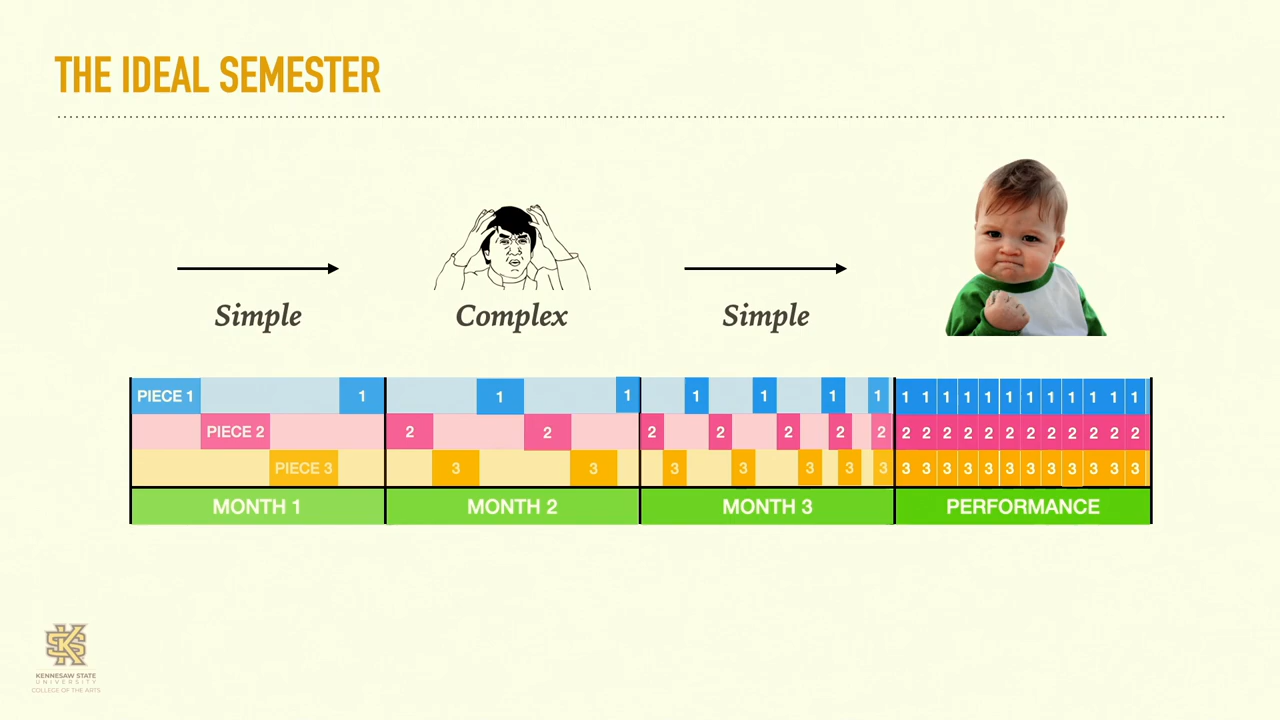 THE IDEAL SEMESTER
Simple
Complex
Simple
PIECE 1 1 1 1 1 1 1 1 1 1 1 1 1 1 1 1 1 1 1 1
PIECE 2 2 2 2 2 2 2 2 2 2 2 2 2 2 2 2 2 2 2 2 2
PIECE 3 3 3 3 3 3 3 3 3 3 3 3 3 3 3 3 3 3 3 3 3
MONTH 1 MONTH 2 MONTH 3 PERFORMANCE
KENNESAW STATE
UNIVERSITY
COLLEGE OF THE ARTS